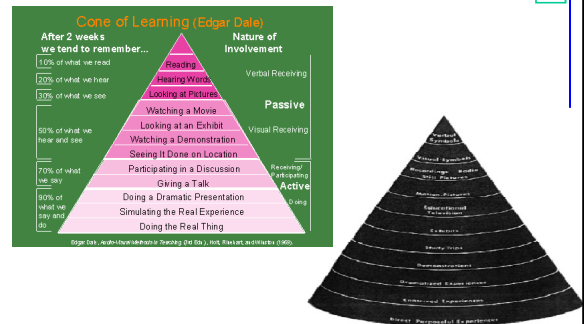 Cone of Learning (Edgar Dale)
After 2 weeks
we tend to remember...
Nature of
Involvement
10% of what we read
20% of what we hear
30% of what we see
50% of what we
hear and see
70% of what
we say
90% of
what we
say and
do
Reading
Hearing Words
Looking at Pictures
Watching a Movie
Looking at an Exhibit
Watching a Demonstration
Seeing It Done on Location
Participating in a Discussion
Giving a Talk
Doing a Dramatic Presentation
Simulating the Real Experience
Doing the Real Thing
Verbal Receiving
Passive
Visual Receiving
Receiving/
Participating
Active
Doing
Edgar Dale, Audio-Visual Methods in Teaching (3rd Edn.), Holt, Rinehart, and Winston (1969).
Verbal
Symbols
Visual Symbols
Recordings Radio
Still Pictures
Motion Pictures
Educational
Television
Exhibits
Study Trips
Demonstrations
Dramatized Experiences
Contrived Experiences
Direct Purposeful Experiences